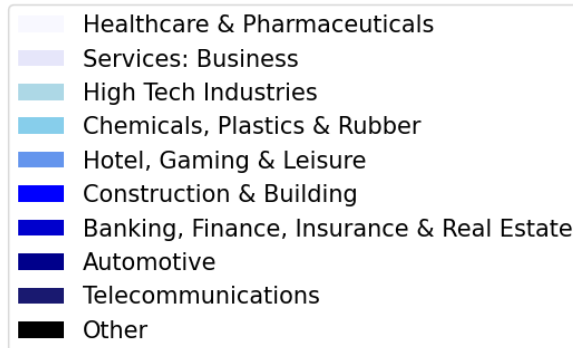 Healthcare & Pharmaceuticals
Services: Business
High Tech Industries
Chemicals, Plastics & Rubber
Hotel, Gaming & Leisure
Construction & Building
Banking, Finance, Insurance & Real Estate
Automotive
Telecommunications
Other